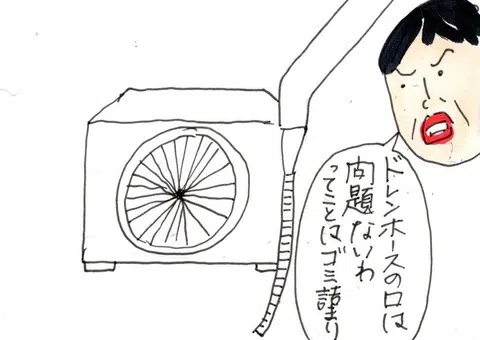 ドレンホースの口は
問題ないわ
ってことはゴミ詰まり